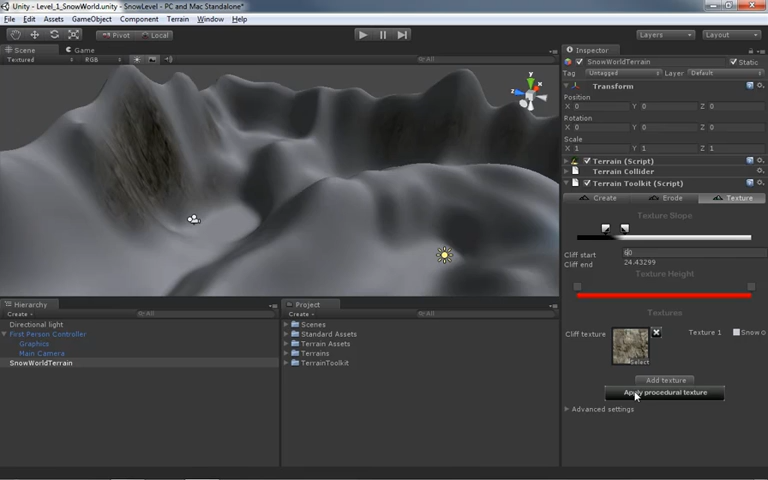 Unity - Level_1_SnowWorld.unity - SnowLevel - PC and Mac Standalone*
File Edit Assets GameObject Component Terrain Window Help
Pivot Local Layers Layout
Scene Game
Textured RGB All
y
x
z
Inspector
SnowWorldTerrain Static
Tag Untagged Layer Default
Transform
Position
X 0 Y 0 Z 0
Rotation
X 0 Y 0 Z 0
Scale
X 1 Y 1 Z 1
Terrain (Script)
Terrain Collider
Terrain Toolkit (Script)
Create Erode Texture
Texture Slope
Cliff start
Cliff end 24.43299
Texture Height
Textures
Cliff texture Select Texture 1 Snow
Add texture
Apply procedural texture
Advanced settings
Hierarchy
Create All
Directional light
First Person Controller
Graphics
Main Camera
SnowWorldTerrain
Project
Create All
Scenes
Standard Assets
Terrain Assets
Terrains
TerrainToolkit